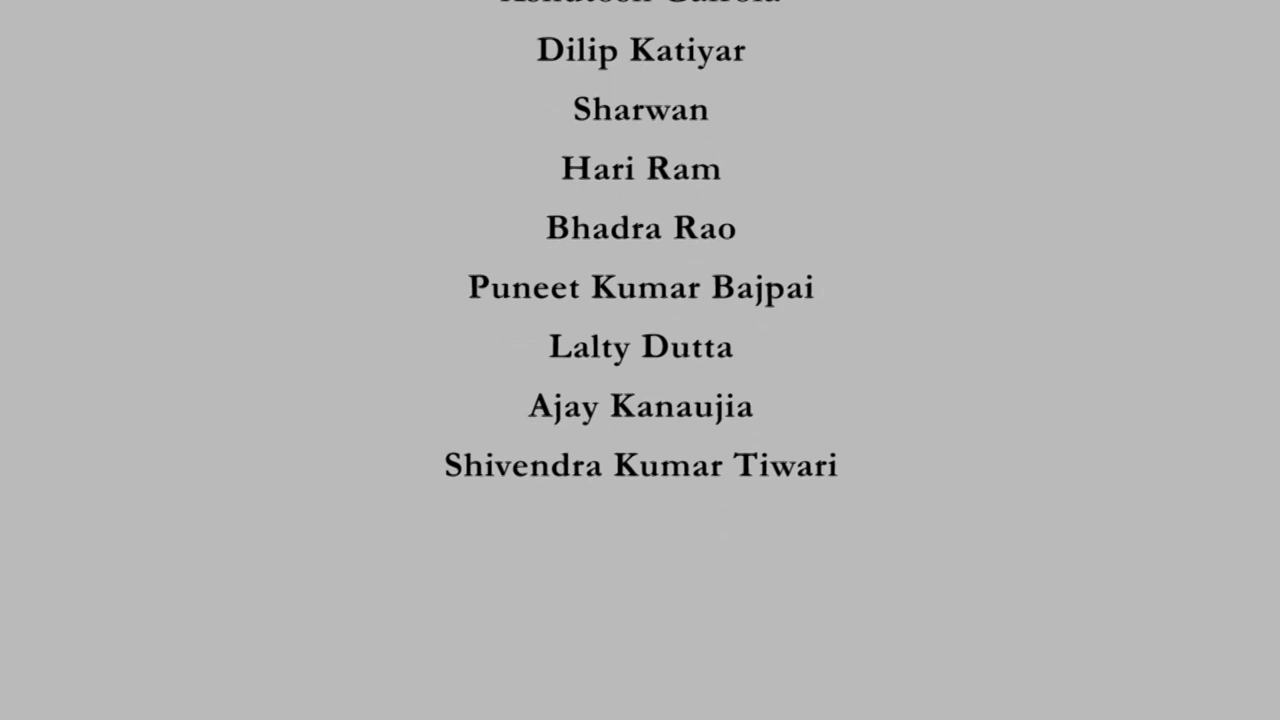 Dilip Katiyar
Sharwan
Hari Ram
Bhadra Rao
Puneet Kumar Bajpai
Lalty Dutta
Ajay Kanaujia
Shivendra Kumar Tiwari